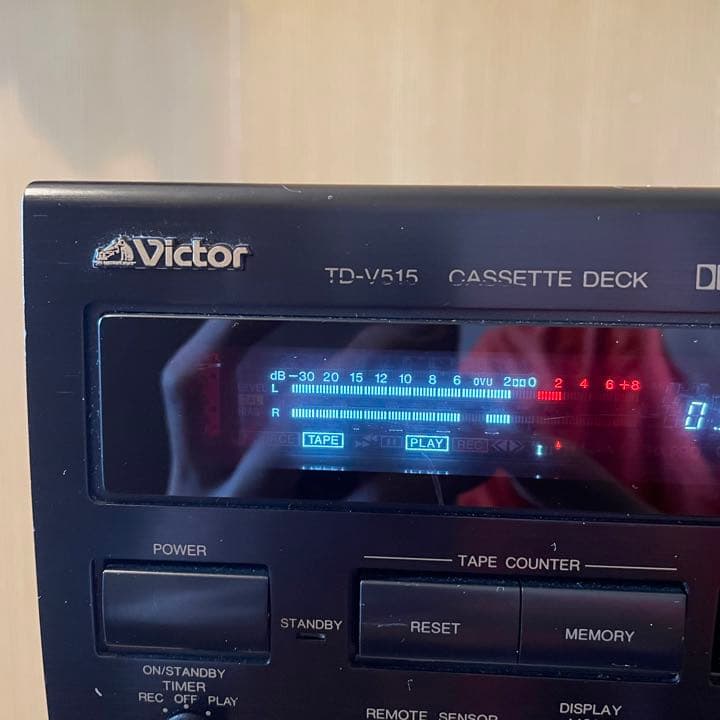 Victor
TD-V515 CASSETTE DECK
dB -30 20 15 12 10 8 6 0VU 2 0 2 4 6 +8
L
R
TAPE PLAY REC
POWER
TAPE COUNTER
STANDBY
RESET MEMORY
ON/STANDBY
TIMER
REC OFF PLAY
REMOTE SENSOR
DISPLAY